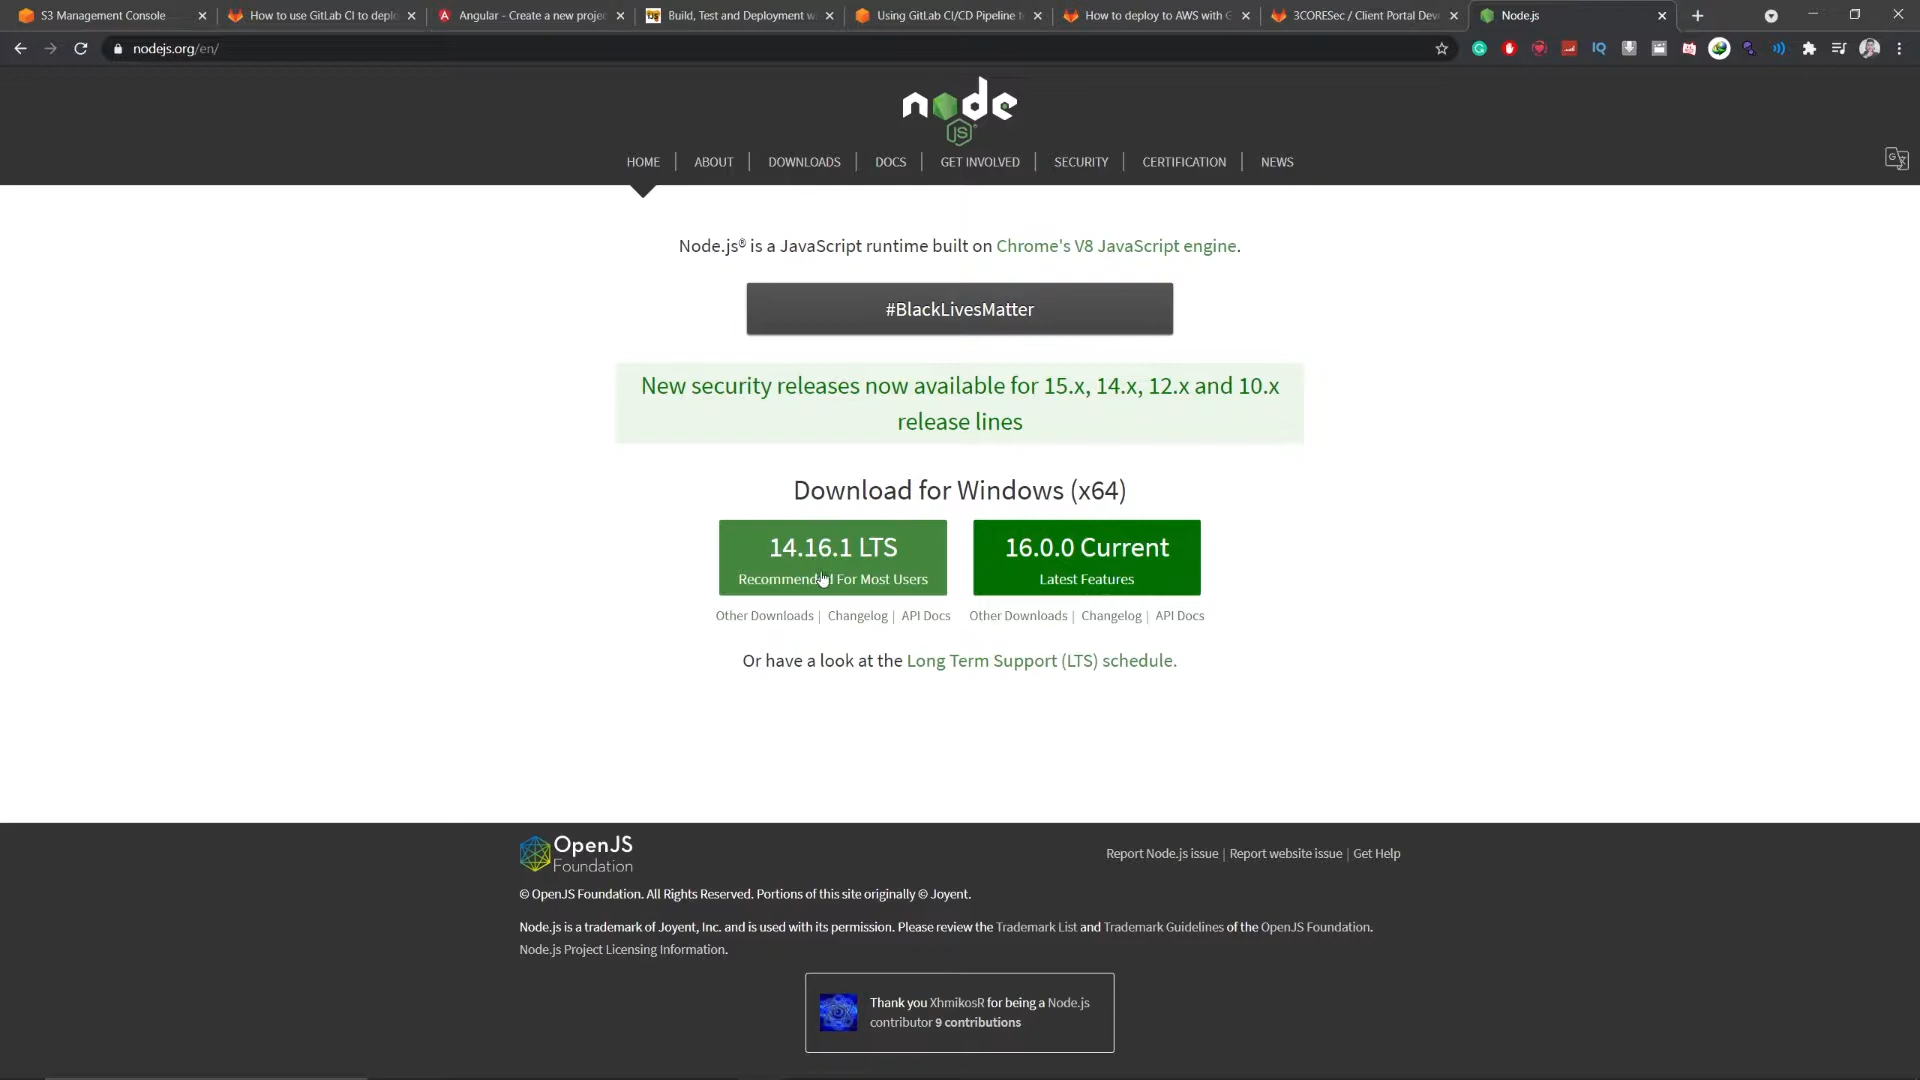 S3 Management Console
How to use GitLab CI to deplo
Angular - Create a new proje
Build, Test and Deployment w
Using GitLab CI/CD Pipeline t
How to deploy to AWS with G
3CORESec / Client Portal Dev
Node.js
nodejs.org/en/
IQ
node
JS
HOME
ABOUT
DOWNLOADS
DOCS
GET INVOLVED
SECURITY
CERTIFICATION
NEWS
Node.js® is a JavaScript runtime built on Chrome's V8 JavaScript engine.
#BlackLivesMatter
New security releases now available for 15.x, 14.x, 12.x and 10.x
release lines
Download for Windows (x64)
14.16.1 LTS
Recommended For Most Users
16.0.0 Current
Latest Features
Other Downloads | Changelog | API Docs
Other Downloads | Changelog | API Docs
Or have a look at the Long Term Support (LTS) schedule.
OpenJS
Foundation
Report Node.js issue | Report website issue | Get Help
© OpenJS Foundation. All Rights Reserved. Portions of this site originally © Joyent.
Node.js is a trademark of Joyent, Inc. and is used with its permission. Please review the Trademark List and Trademark Guidelines of the OpenJS Foundation.
Node.js Project Licensing Information.
Thank you XhmikosR for being a Node.js
contributor 9 contributions